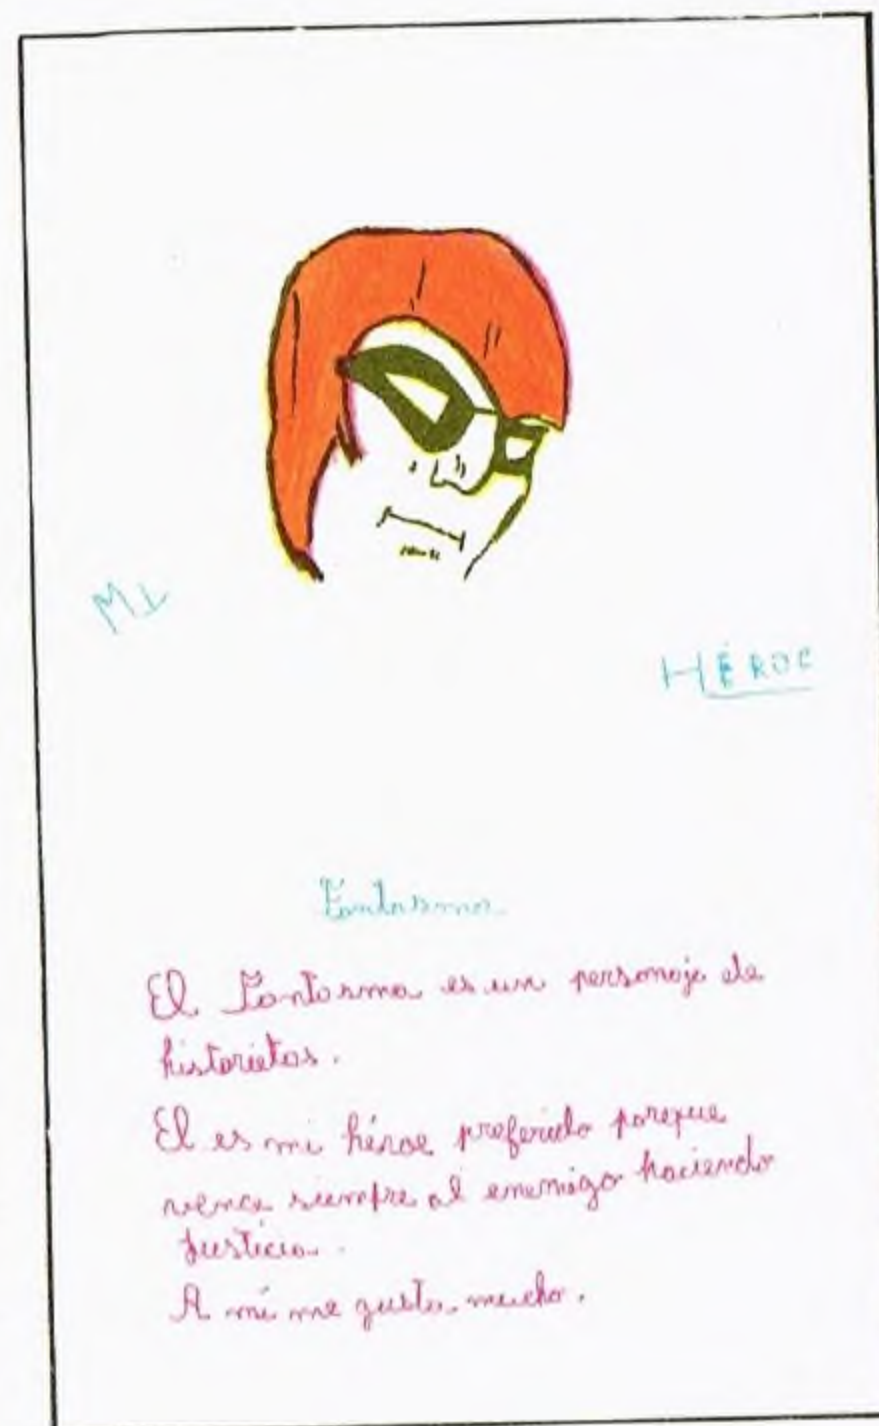 MI
HÉROE
Fantasma
El Fantasma es un personaje de
historietas.
El es mi héroe preferido porque
vence siempre al enemigo haciendo
justicia.
A mí me gusta mucho.